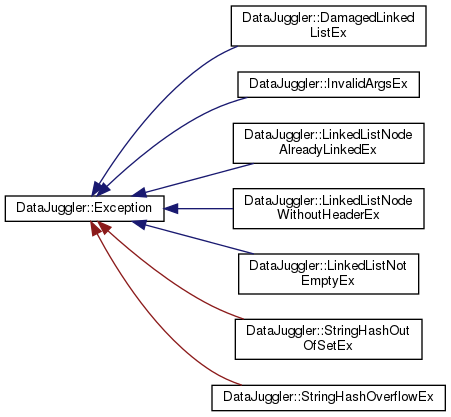 DataJuggler::DamagedLinked
ListEx
DataJuggler::InvalidArgsEx
DataJuggler::LinkedListNode
AlreadyLinkedEx
DataJuggler::Exception
DataJuggler::LinkedListNode
WithoutHeaderEx
DataJuggler::LinkedListNot
EmptyEx
DataJuggler::StringHashOut
OfSetEx
DataJuggler::StringHashOverflowEx